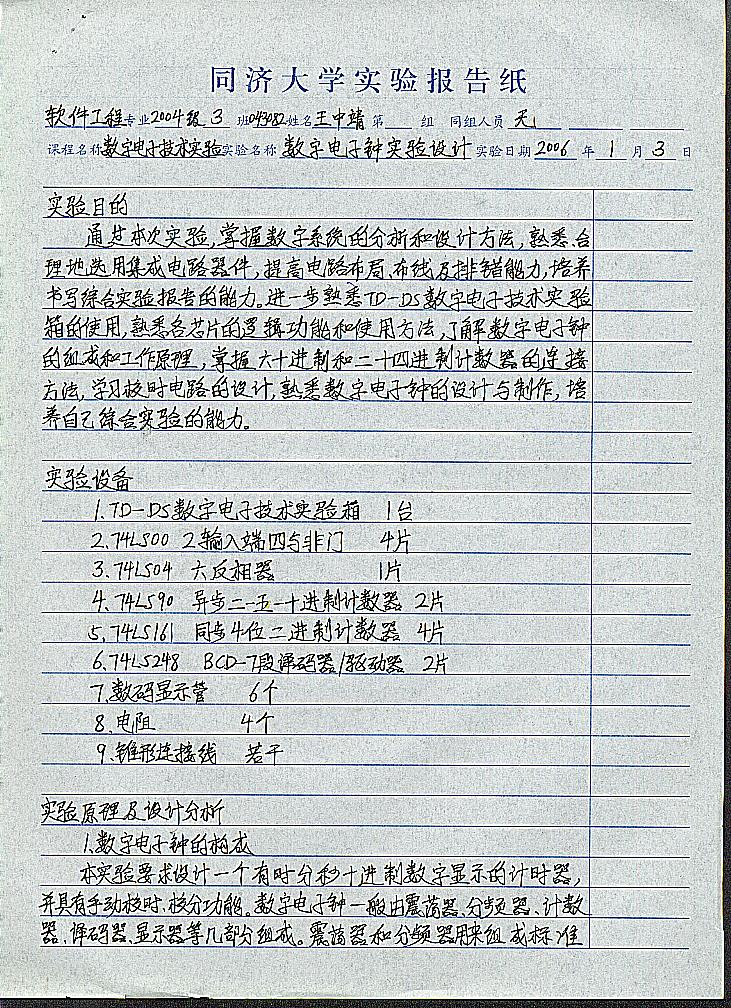 同济大学实验报告纸
软件工程专业2004级3班043082姓名王中靖 第 组 同组人员 无
课程名称数字电子技术实验实验名称 数字电子钟实验设计 实验日期2006年1月3日
实验目的
通过本次实验,掌握数字系统的分析和设计方法,熟悉合
理地选用集成电路器件,提高电路布局、布线及排错能力,培养
书写综合实验报告的能力。进一步熟悉TD-DS数字电子技术实验
箱的使用,熟悉各芯片的逻辑功能和使用方法,了解数字电子钟
的组成和工作原理,掌握六十进制和二十四进制计数器的连接
方法,学习校时电路的设计,熟悉数字电子钟的设计与制作,培
养自己综合实验的能力。
实验设备
1.TD-DS数字电子技术实验箱 1台
2.74LS00 2输入端四与非门 4片
3.74LS04 六反相器 1片
4.74LS90 异步二-五-十进制计数器 2片
5.74LS161 同步4位二进制计数器 4片
6.74LS248 BCD-7段译码器/驱动器 2片
7.数码显示管 6个
8.电阻 4个
9.锥形连接线 若干
实验原理及设计分析
1.数字电子钟的构成
本实验要求设计一个有时分秒十进制数字显示的计时器,
并具有手动校时、校分功能。数字电子钟一般由震荡器、分频器、计数
器、译码器、显示器等几部分组成。震荡器和分频器用来组成标准